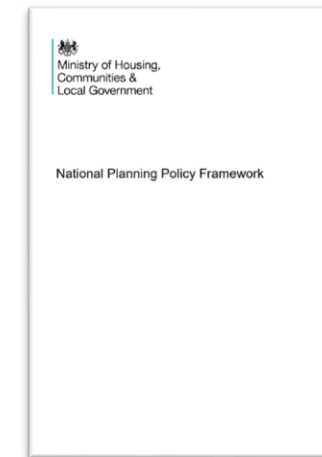 Ministry of Housing,
Communities &
Local Government
National Planning Policy Framework